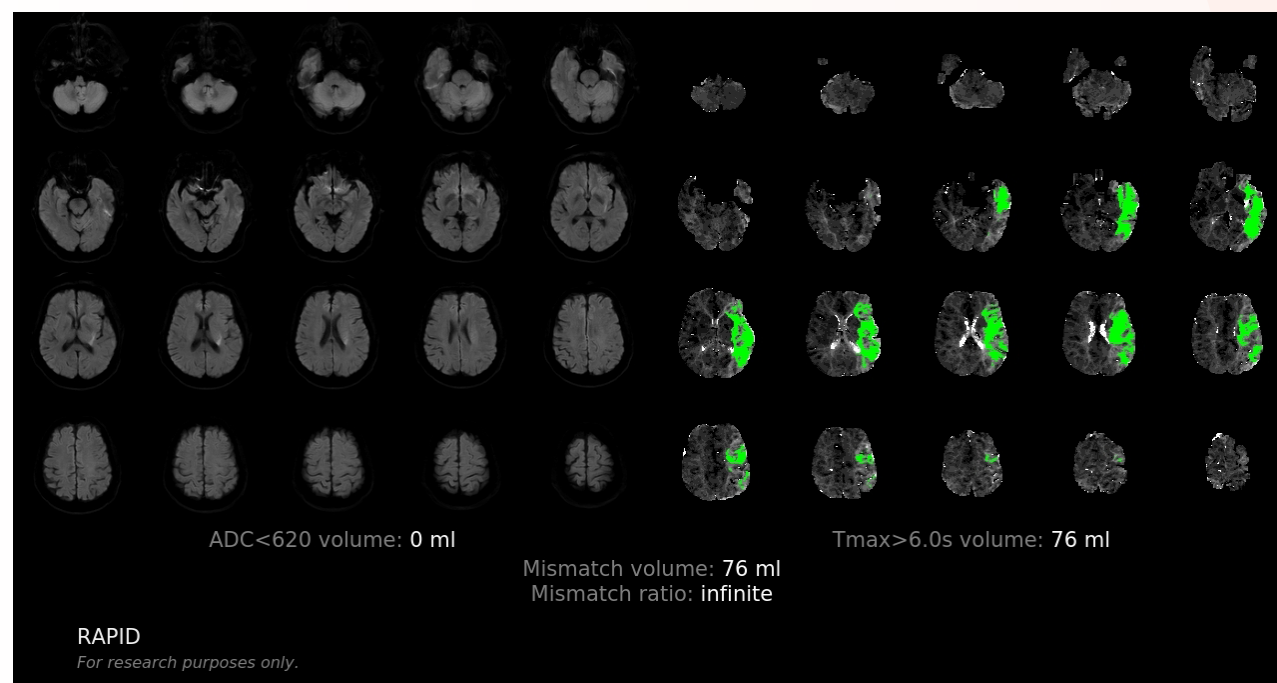 ADC<620 volume: 0 ml
Tmax>6.0s volume: 76 ml
Mismatch volume: 76 ml
Mismatch ratio: infinite
RAPID
For research purposes only.